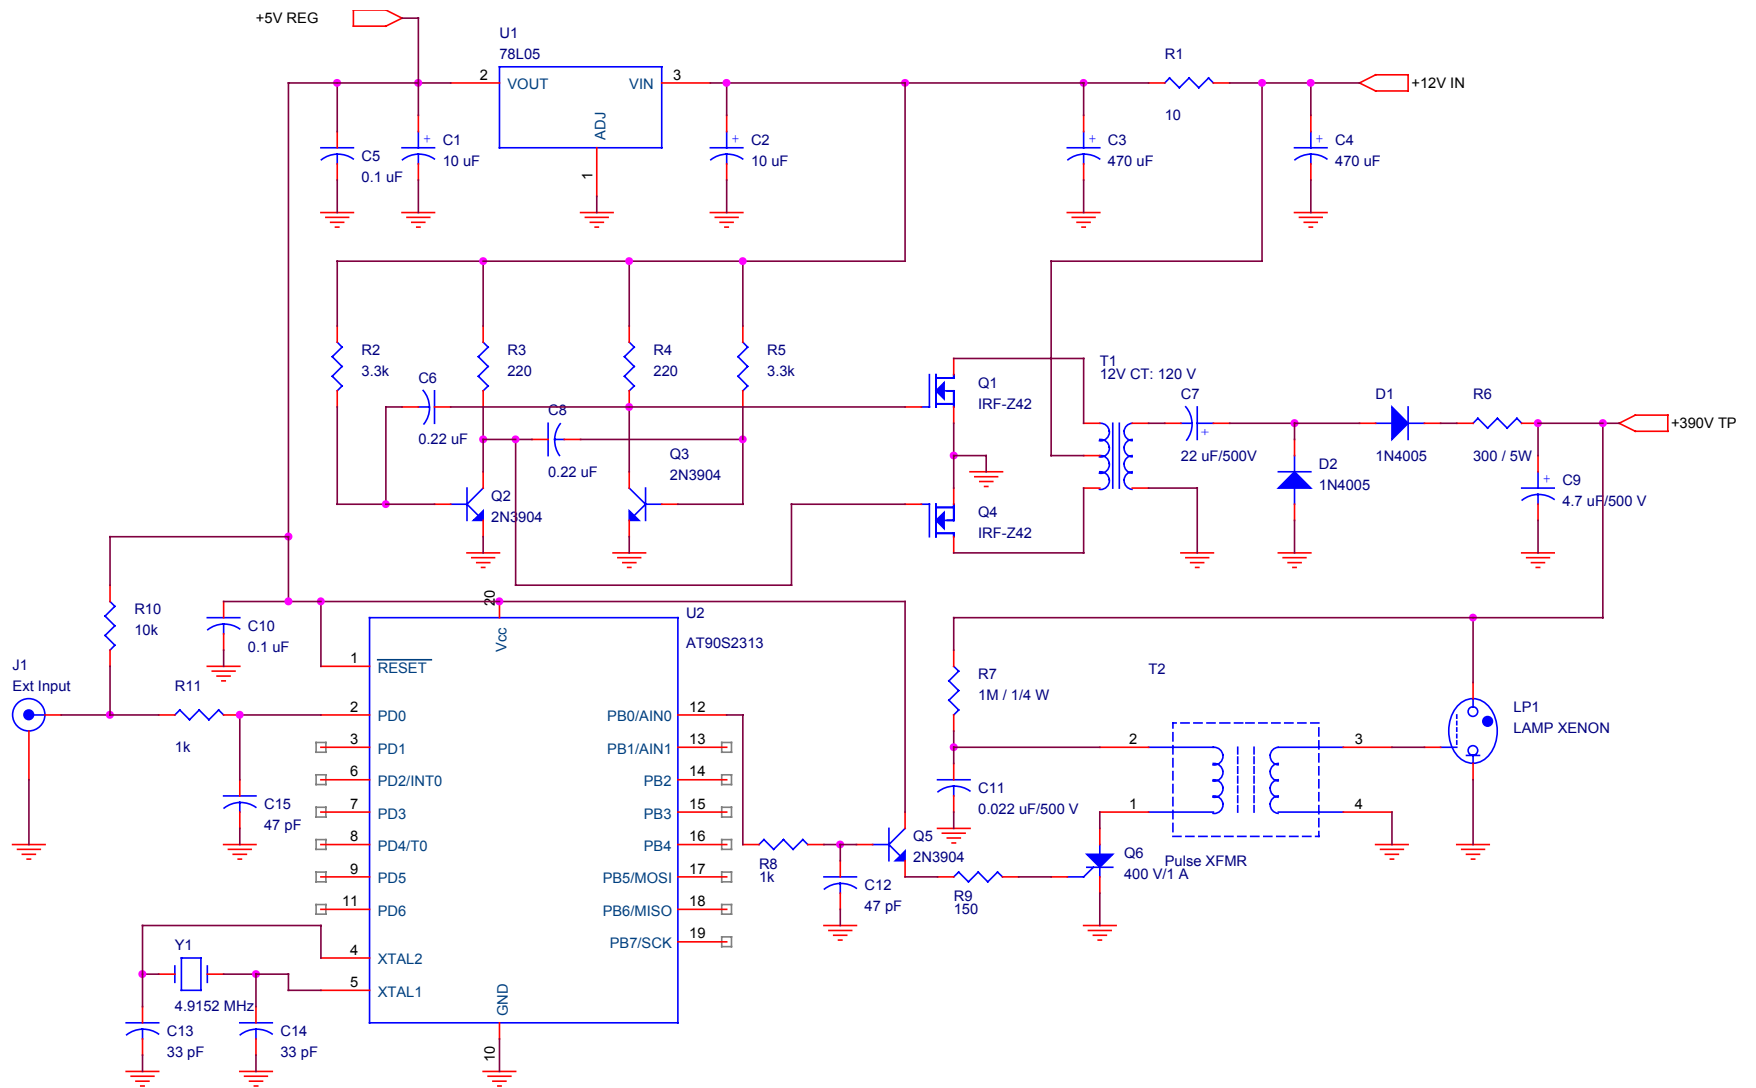 +5V REG
U1
78L05
2
VOUT
VIN
3
ADJ
1
R1
10
+12V IN
C5
0.1 uF
+
C1
10 uF
+
C2
10 uF
+
C3
470 uF
+
C4
470 uF
R2
3.3k
R3
220
R4
220
R5
3.3k
C6
0.22 uF
C8
0.22 uF
Q2
2N3904
Q3
2N3904
Q1
IRF-Z42
Q4
IRF-Z42
T1
12V CT: 120 V
C7
+
22 uF/500V
D1
1N4005
D2
1N4005
R6
300 / 5W
+390V TP
+
C9
4.7 uF/500 V
R10
10k
C10
0.1 uF
J1
Ext Input
R11
1k
C15
47 pF
20
Vcc
U2
AT90S2313
1
RESET
2
PD0
3
PD1
6
PD2/INT0
7
PD3
8
PD4/T0
9
PD5
11
PD6
4
XTAL2
5
XTAL1
PB0/AIN0
12
PB1/AIN1
13
PB2
14
PB3
15
PB4
16
PB5/MOSI
17
PB6/MISO
18
PB7/SCK
19
GND
10
Y1
4.9152 MHz
C13
33 pF
C14
33 pF
R8
1k
C12
47 pF
Q5
2N3904
R9
150
R7
1M / 1/4 W
C11
0.022 uF/500 V
T2
2
1
3
4
Pulse XFMR
Q6
400 V/1 A
LP1
LAMP XENON